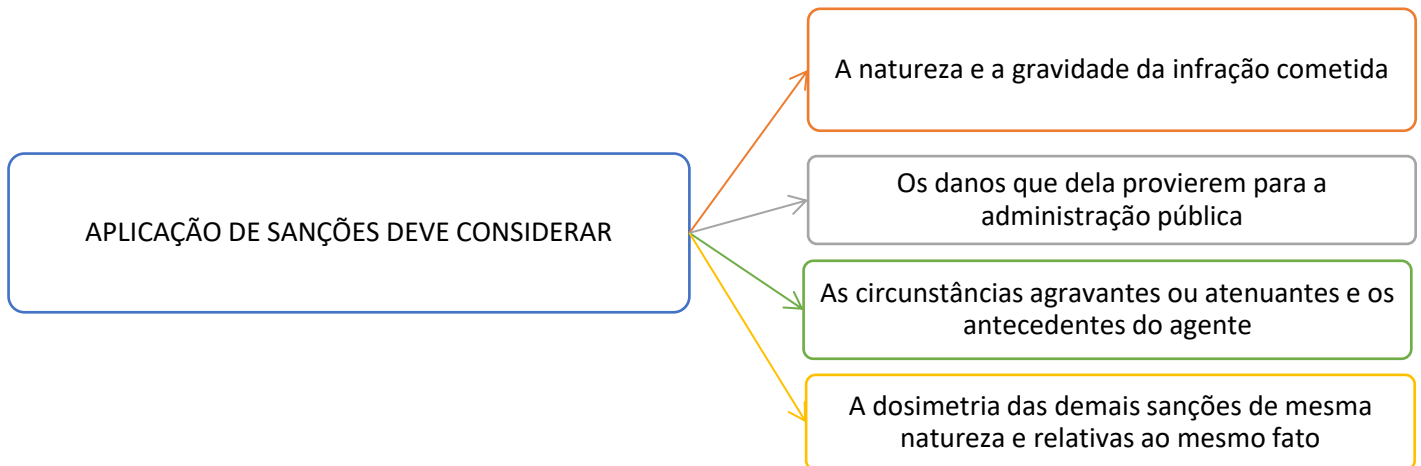 A natureza e a gravidade da infração cometida
Os danos que dela provierem para a
administração pública
APLICAÇÃO DE SANÇÕES DEVE CONSIDERAR
As circunstâncias agravantes ou atenuantes e os
antecedentes do agente
A dosimetria das demais sanções de mesma
natureza e relativas ao mesmo fato